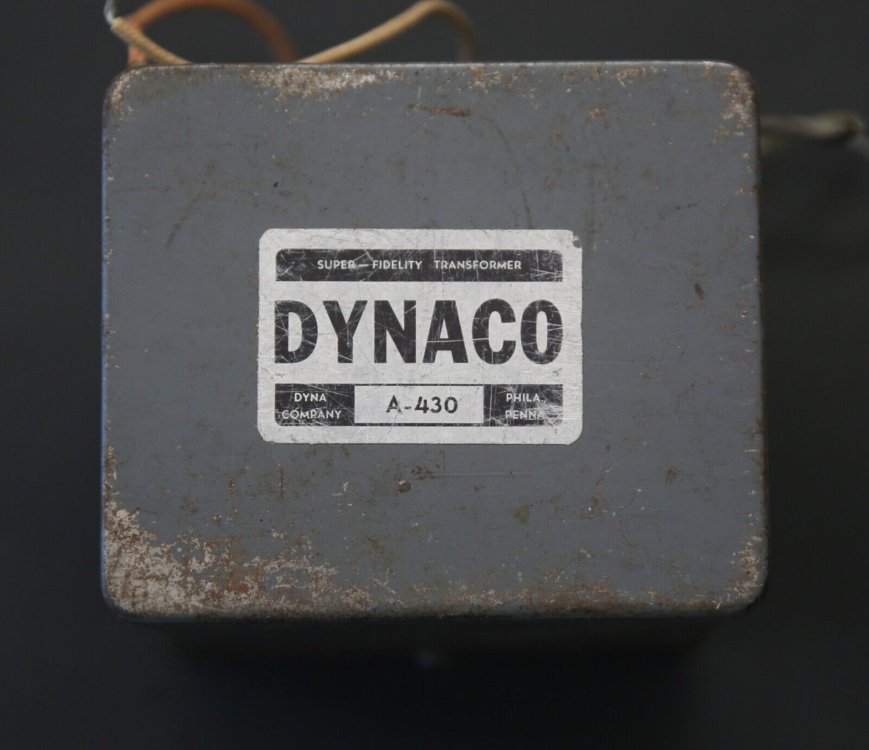 SUPER—FIDELITY TRANSFORMER
DYNACO
DYNA
COMPANY
A-430
PHILA.
PENNA.